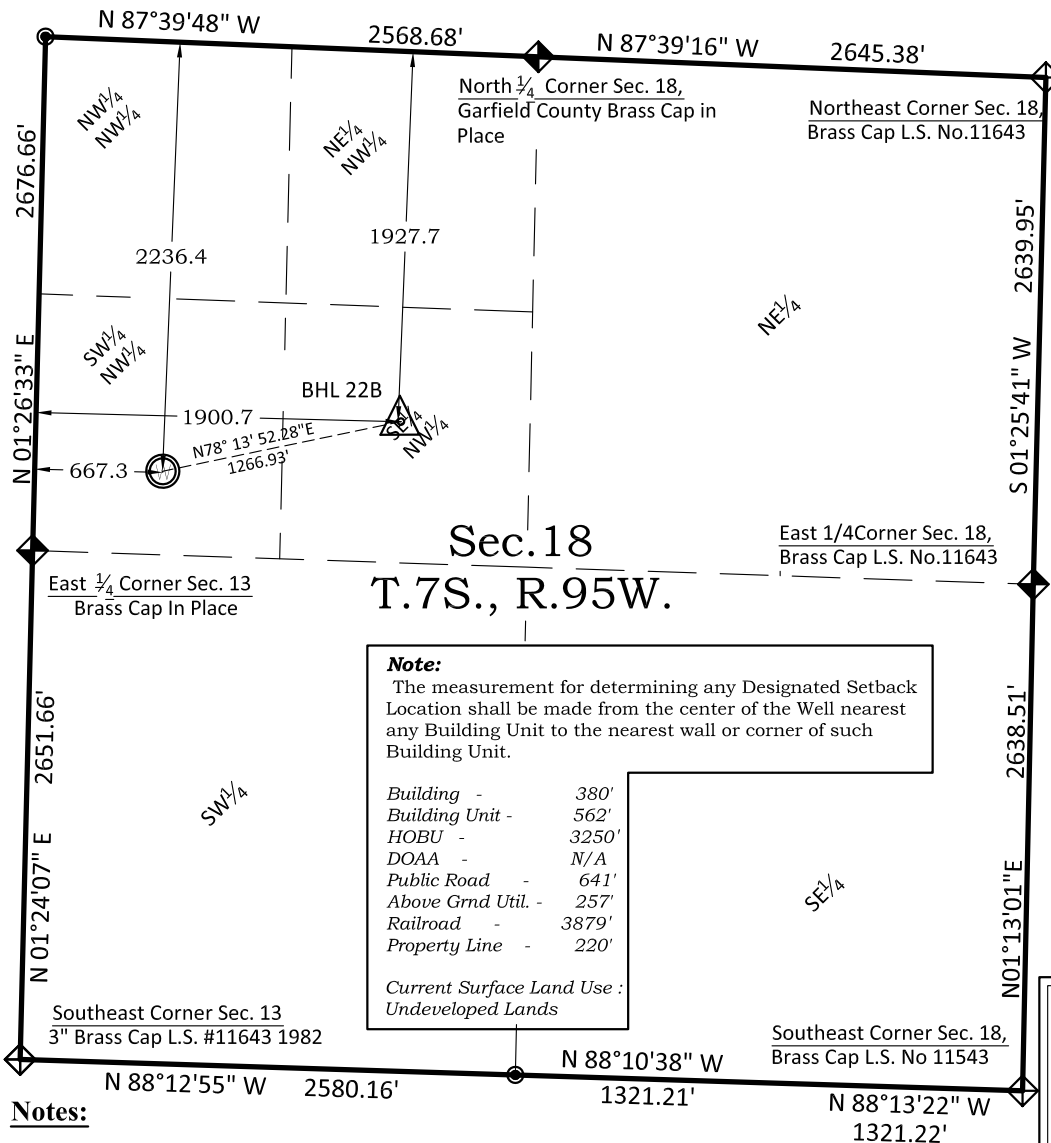 N 87°39'48" W
2568.68'
N 87°39'16" W
2645.38'
North ¼ Corner Sec. 18,
Garfield County Brass Cap in
Place
Northeast Corner Sec. 18,
Brass Cap L.S. No.11643
NW¼
NW¼
NE¼
NW¼
2676.66'
2236.4
1927.7
2639.95'
NE¼
SW¼
NW¼
N 01°26'33" E
BHL 22B
1900.7
SE¼
NW¼
N78° 13' 52.28"E
1266.93'
667.3
S 01°25'41" W
Sec.18
T.7S., R.95W.
East 1/4Corner Sec. 18,
Brass Cap L.S. No.11643
East ¼ Corner Sec. 13
Brass Cap In Place
Note:
The measurement for determining any Designated Setback
Location shall be made from the center of the Well nearest
any Building Unit to the nearest wall or corner of such
Building Unit.
Building - 380'
Building Unit - 562'
HOBU - 3250'
DOAA - N/A
Public Road - 641'
Above Grnd Util. - 257'
Railroad - 3879'
Property Line - 220'
Current Surface Land Use :
Undeveloped Lands
2651.66'
SW¼
N 01°24'07" E
2638.51'
SE¼
N01°13'01"E
Southeast Corner Sec. 13
3" Brass Cap L.S. #11643 1982
Southeast Corner Sec. 18,
Brass Cap L.S. No 11543
N 88°12'55" W
2580.16'
N 88°10'38" W
1321.21'
N 88°13'22" W
1321.22'
Notes: